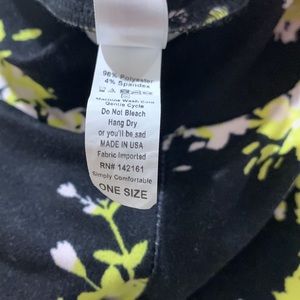 96% Polyester
4% Spandex
Machine Wash Cold
Gentle Cycle
Do Not Bleach
Hang Dry
or you'll be sad
MADE IN USA
Fabric Imported
RN# 142161
Simply Comfortable
ONE SIZE